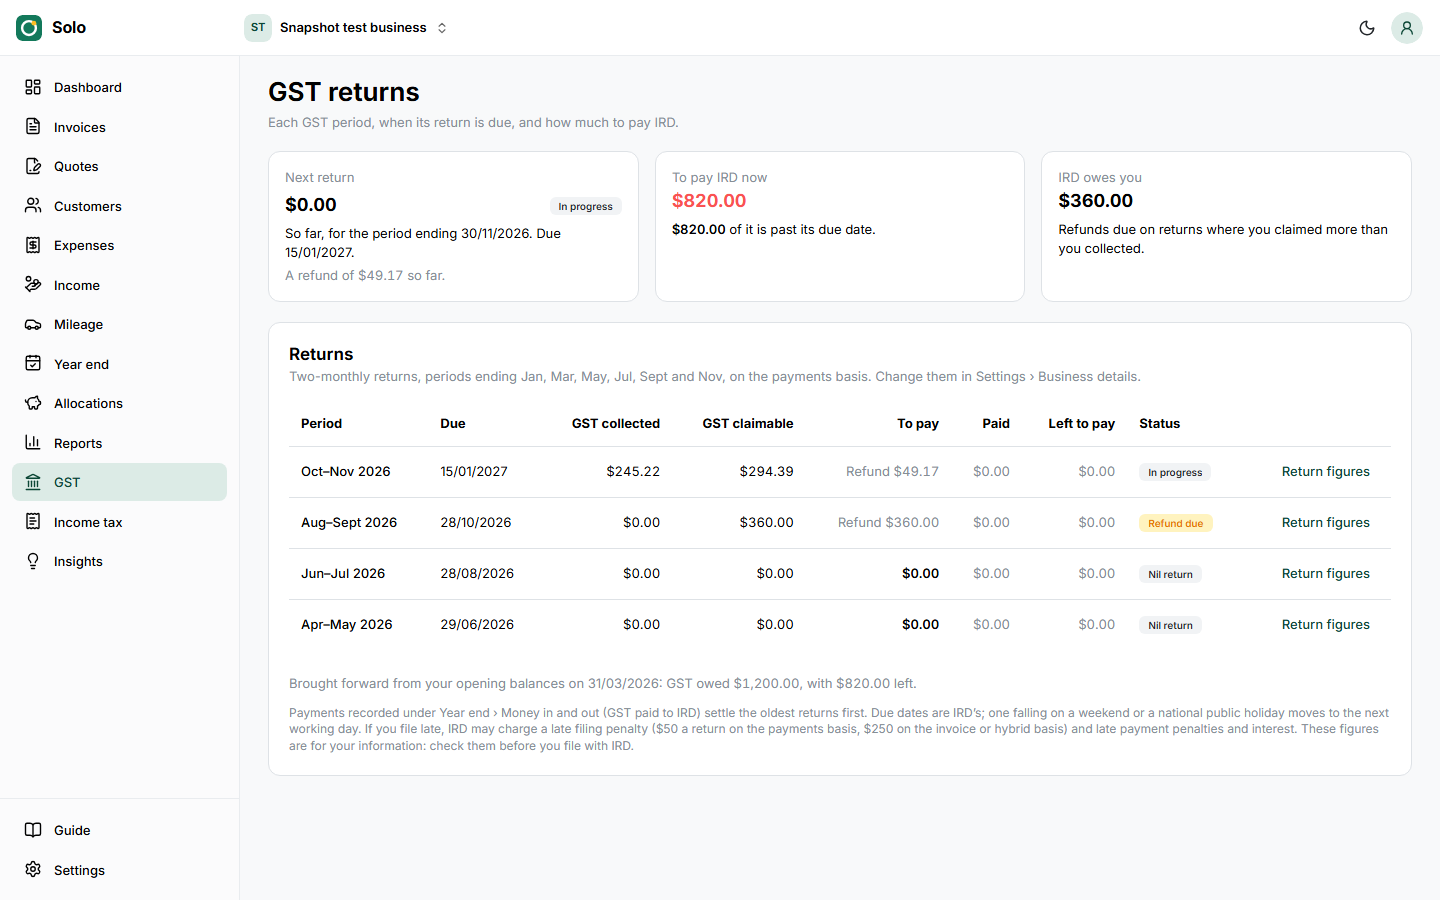 Solo
ST Snapshot test business
Dashboard
Invoices
Quotes
Customers
Expenses
Income
Mileage
Year end
Allocations
Reports
GST
Income tax
Insights
Guide
Settings
GST returns
Each GST period, when its return is due, and how much to pay IRD.
Next return
$0.00 In progress
So far, for the period ending 30/11/2026. Due
15/01/2027.
A refund of $49.17 so far.
To pay IRD now
$820.00
$820.00 of it is past its due date.
IRD owes you
$360.00
Refunds due on returns where you claimed more than
you collected.
Returns
Two-monthly returns, periods ending Jan, Mar, May, Jul, Sept and Nov, on the payments basis. Change them in Settings › Business details.
Period Due GST collected GST claimable To pay Paid Left to pay Status
Oct–Nov 2026 15/01/2027 $245.22 $294.39 Refund $49.17 $0.00 $0.00 In progress Return figures
Aug–Sept 2026 28/10/2026 $0.00 $360.00 Refund $360.00 $0.00 $0.00 Refund due Return figures
Jun–Jul 2026 28/08/2026 $0.00 $0.00 $0.00 $0.00 $0.00 Nil return Return figures
Apr–May 2026 29/06/2026 $0.00 $0.00 $0.00 $0.00 $0.00 Nil return Return figures
Brought forward from your opening balances on 31/03/2026: GST owed $1,200.00, with $820.00 left.
Payments recorded under Year end › Money in and out (GST paid to IRD) settle the oldest returns first. Due dates are IRD’s; one falling on a weekend or a national public holiday moves to the next
working day. If you file late, IRD may charge a late filing penalty ($50 a return on the payments basis, $250 on the invoice or hybrid basis) and late payment penalties and interest. These figures
are for your information: check them before you file with IRD.